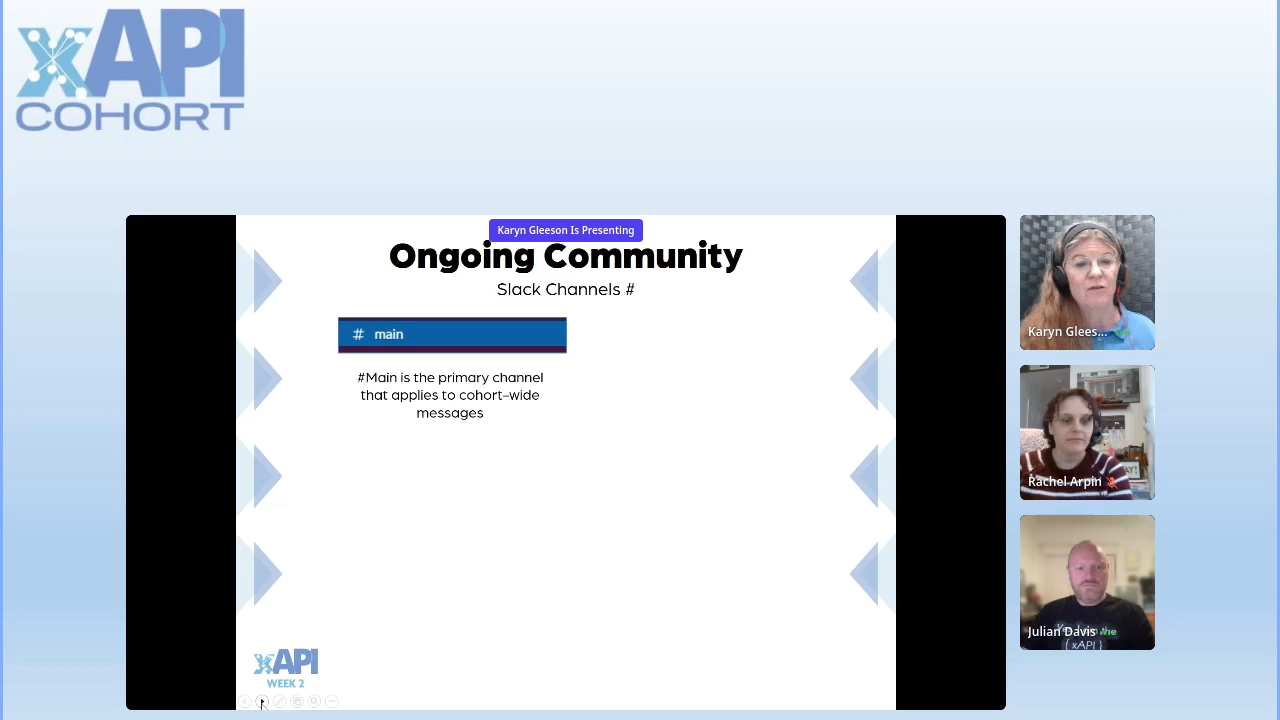 xAPI
COHORT
Karyn Gleeson Is Presenting
Ongoing Community
Slack Channels #
# main
#Main is the primary channel
that applies to cohort-wide
messages
xAPI
WEEK 2
Karyn Glees...
Rachel Arpin
Julian Davis
{ xAPI }